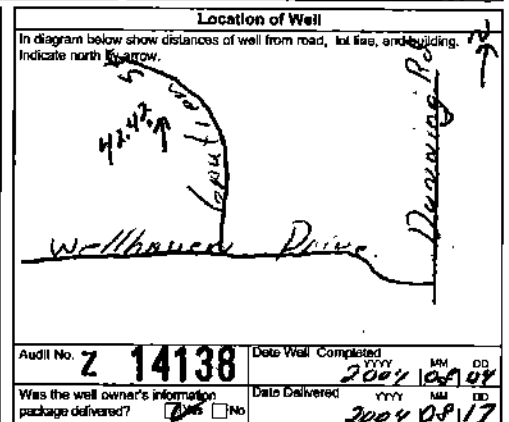 Location of Well
In diagram below show distances of well from road, lot line, and building.
Indicate north by arrow.
N
Dunning Rd
Wellhaven Drive
Audit No. Z 14138
Date Well Completed
YYYY MM DD
2004 08 04
Was the well owner's information package delivered? Yes No
Date Delivered
YYYY MM DD
2004 08 17